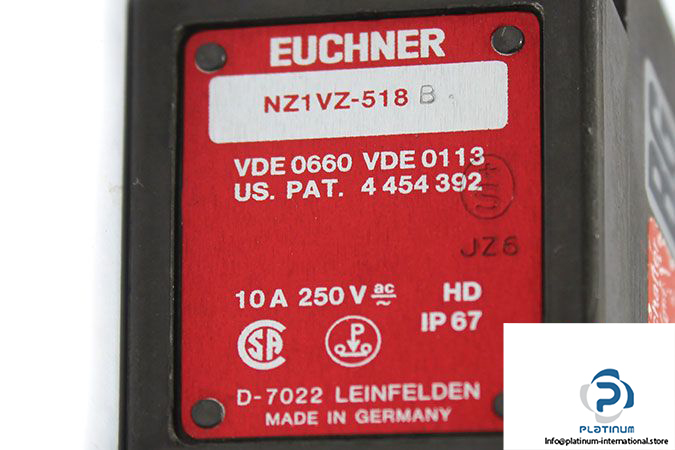 EUCHNER
NZ1VZ-518 B
VDE 0660 VDE 0113
US. PAT. 4 454 392
JZ6
10 A 250 V ac ~ HD
IP 67
CSA
P
D-7022 LEINFELDEN
MADE IN GERMANY
PLATINUM
Info@platinum-international.store